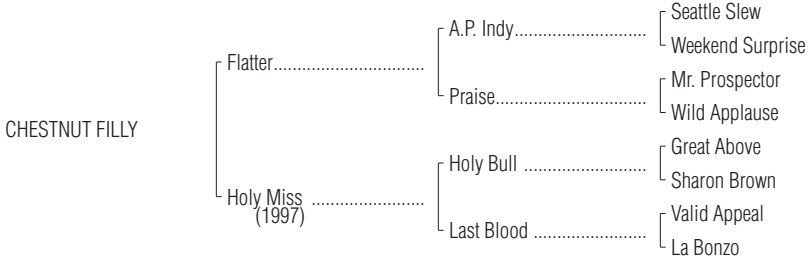 Seattle Slew
A.P. Indy..............................
Weekend Surprise
Flatter..................................
Mr. Prospector
Praise..................................
Wild Applause
CHESTNUT FILLY
Great Above
Holy Bull .............................
Sharon Brown
Holy Miss .........................
(1997)
Valid Appeal
Last Blood ...........................
La Bonzo